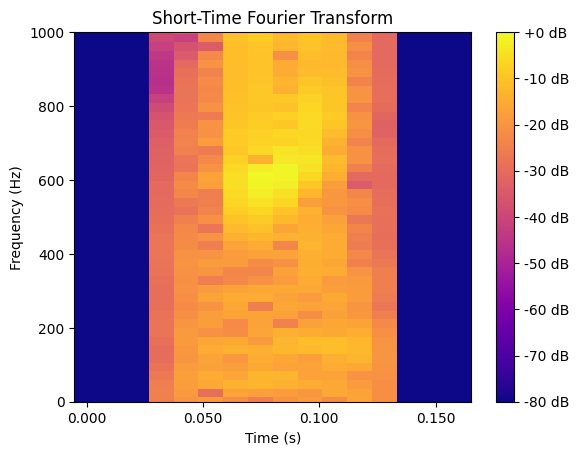 Short-Time Fourier Transform
1000
800
600
400
200
0
Frequency (Hz)
0.000
0.050
0.100
0.150
Time (s)
+0 dB
-10 dB
-20 dB
-30 dB
-40 dB
-50 dB
-60 dB
-70 dB
-80 dB